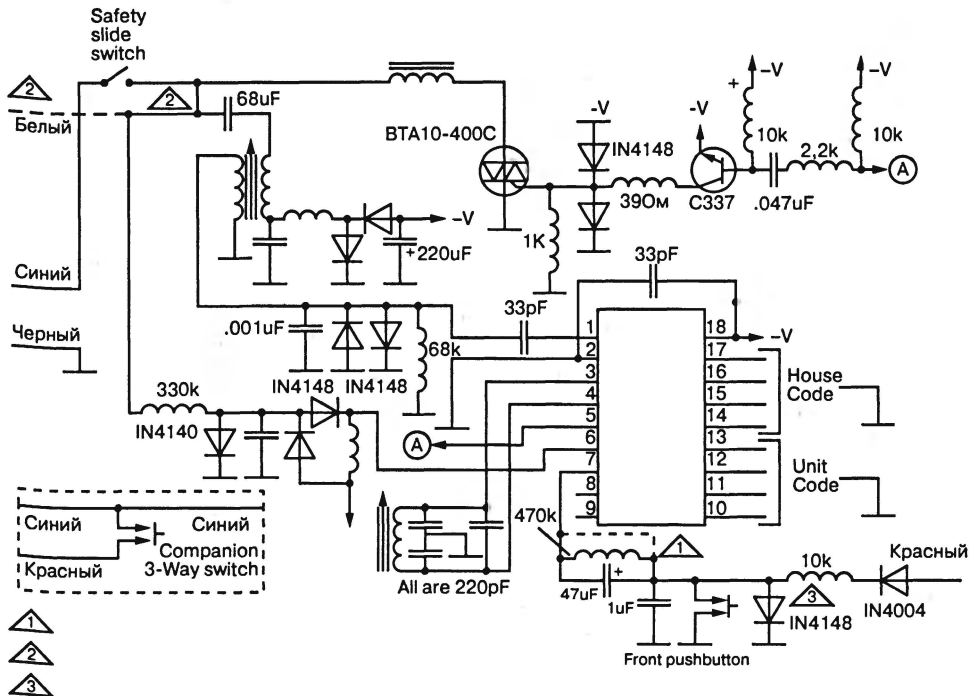 Safety
slide
switch
2
Белый
2
68uF
BTA10-400C
-V
-V
-V
-V
+
IN4148
10k
2,2k
10k
A
39Ом
C337
.047uF
1K
-V
+220uF
Синий
Черный
33pF
33pF
.001uF
IN4148
IN4148
68k
1
2
3
4
5
6
7
8
9
18
17
16
15
14
13
12
11
10
-V
House
Code
Unit
Code
330k
IN4140
A
Синий
Синий
Красный
Companion
3-Way switch
All are 220pF
470k
1
+
47uF
1uF
10k
3
IN4148
Красный
IN4004
Front pushbutton
1
2
3